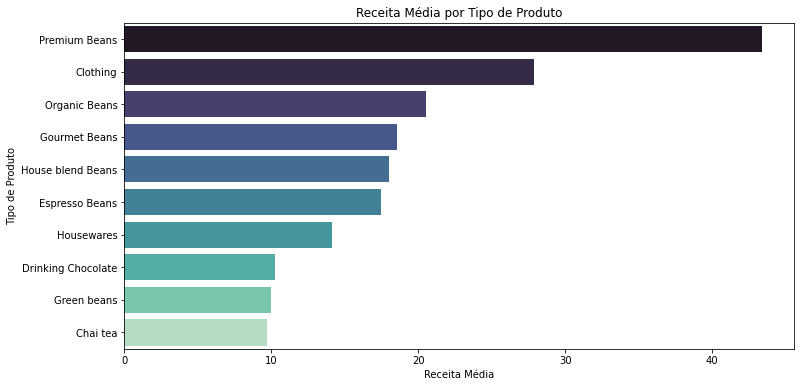 Receita Média por Tipo de Produto
Tipo de Produto
Premium Beans
Clothing
Organic Beans
Gourmet Beans
House blend Beans
Espresso Beans
Housewares
Drinking Chocolate
Green beans
Chai tea
0 10 20 30 40
Receita Média